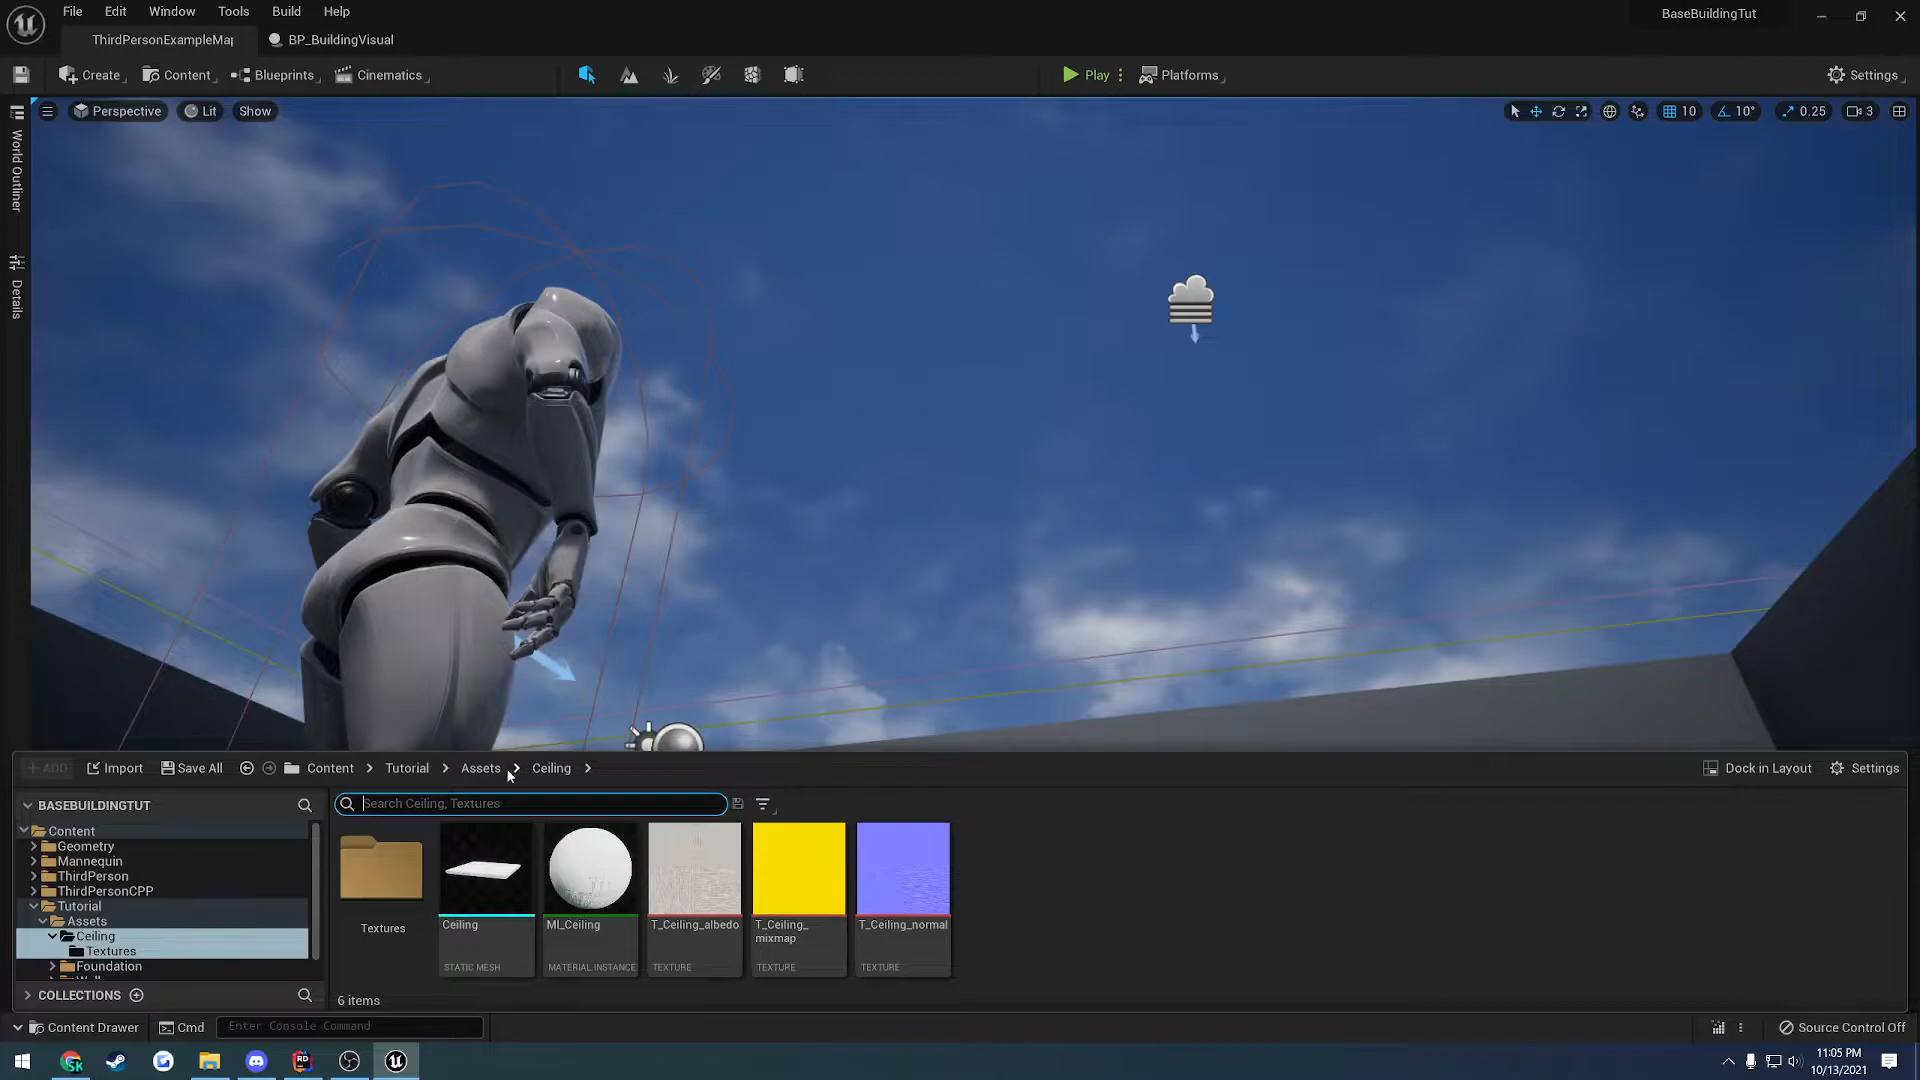 File Edit Window Tools Build Help
BaseBuildingTut
ThirdPersonExampleMap
BP_BuildingVisual
Create Content Blueprints Cinematics Play Platforms Settings
Perspective Lit Show 10 10° 0.25 3
World Outliner
Details
ADD Import Save All Content Tutorial Assets Ceiling Dock in Layout Settings
BASEBUILDINGTUT
Search Ceiling, Textures
Content
Geometry
Mannequin
ThirdPerson
ThirdPersonCPP
Tutorial
Assets
Ceiling
Textures
Foundation
COLLECTIONS
Textures
Ceiling
STATIC MESH
MI_Ceiling
MATERIAL INSTANCE
T_Ceiling_albedo
TEXTURE
T_Ceiling_
mixmap
TEXTURE
T_Ceiling_normal
TEXTURE
6 items
Content Drawer Cmd Enter Console Command Source Control Off
Sk RD
11:05 PM
10/13/2021